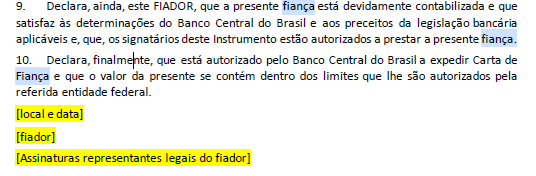 9. Declara, ainda, este FIADOR, que a presente fiança está devidamente contabilizada e que
satisfaz às determinações do Banco Central do Brasil e aos preceitos da legislação bancária
aplicáveis e, que, os signatários deste Instrumento estão autorizados a prestar a presente fiança.
10. Declara, finalmente, que está autorizado pelo Banco Central do Brasil a expedir Carta de
Fiança e que o valor da presente se contém dentro dos limites que lhe são autorizados pela
referida entidade federal.
[local e data]
[fiador]
[Assinaturas representantes legais do fiador]